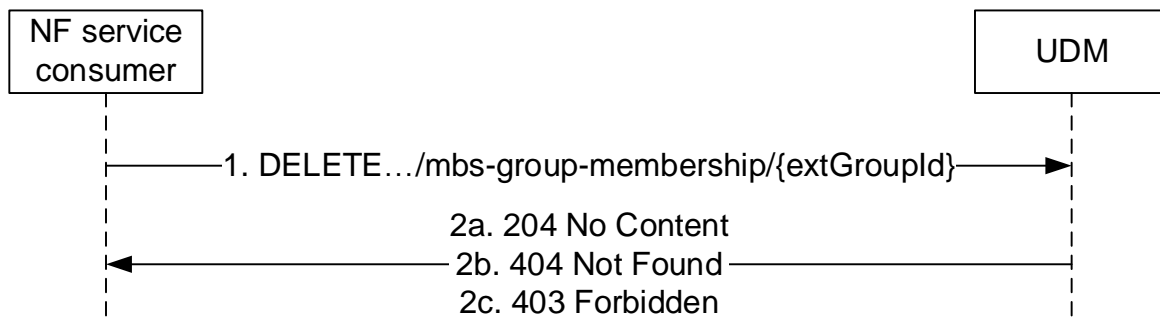 NF service
consumer
UDM
1. DELETE…/mbs-group-membership/{extGroupId}
2a. 204 No Content
2b. 404 Not Found
2c. 403 Forbidden